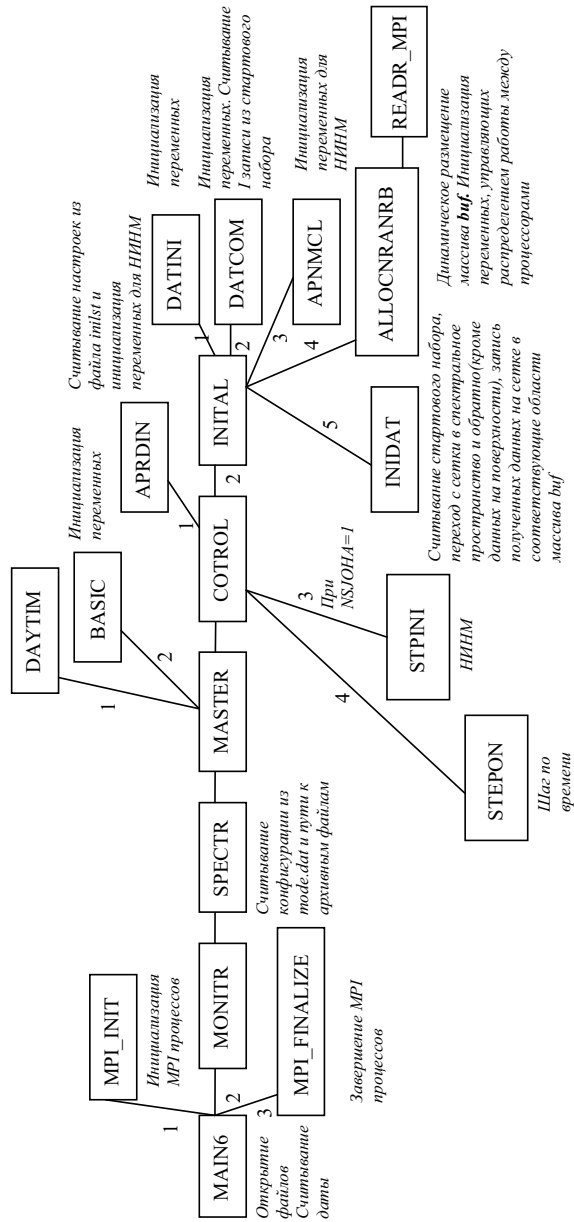 MAIN6
Открытие
файлов
Считывание
даты
1
MPI_INIT
Инициализация
MPI процессов
2
MONITR
3
MPI_FINALIZE
Завершение MPI
процессов
SPECTR
Считывание
конфигурации из
mode.dat и пути к
архивным файлам
MASTER
1
DAYTIM
2
BASIC
Инициализация
переменных
COTROL
1
APRDIN
Считывание настроек из
файла inilst и
инициализация
переменных для НИНМ
2
INITAL
3
При
NSJOHA=1
STPINI
НИНМ
4
STEPON
Шаг по
времени
1
DATINI
Инициализация
переменных
2
DATCOM
Инициализация
переменных. Считывание
1 записи из стартового
набора
3
APNMCL
Инициализация
переменных для
НИНМ
4
ALLOCNRANRB
READR_MPI
Динамическое размещение
массива buf. Инициализация
переменных, управляющих
распределением работы между
процессорами
5
INIDAT
Считывание стартового набора,
переход с сетки в спектральное
пространство и обратно(кроме
данных на поверхности), запись
полученных данных на сетке в
соответствующие области
массива buf